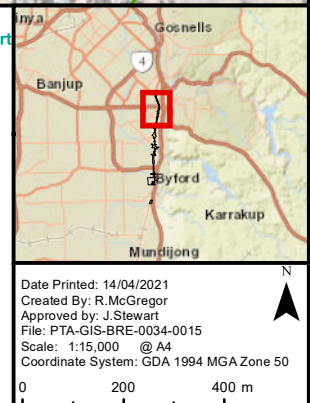 inya
Gosnells
rt
4
Banjup
Byford
Karrakup
Mundijong
N
Date Printed: 14/04/2021
Created By: R.McGregor
Approved by: J.Stewart
File: PTA-GIS-BRE-0034-0015
Scale: 1:15,000 @ A4
Coordinate System: GDA 1994 MGA Zone 50
0 200 400 m